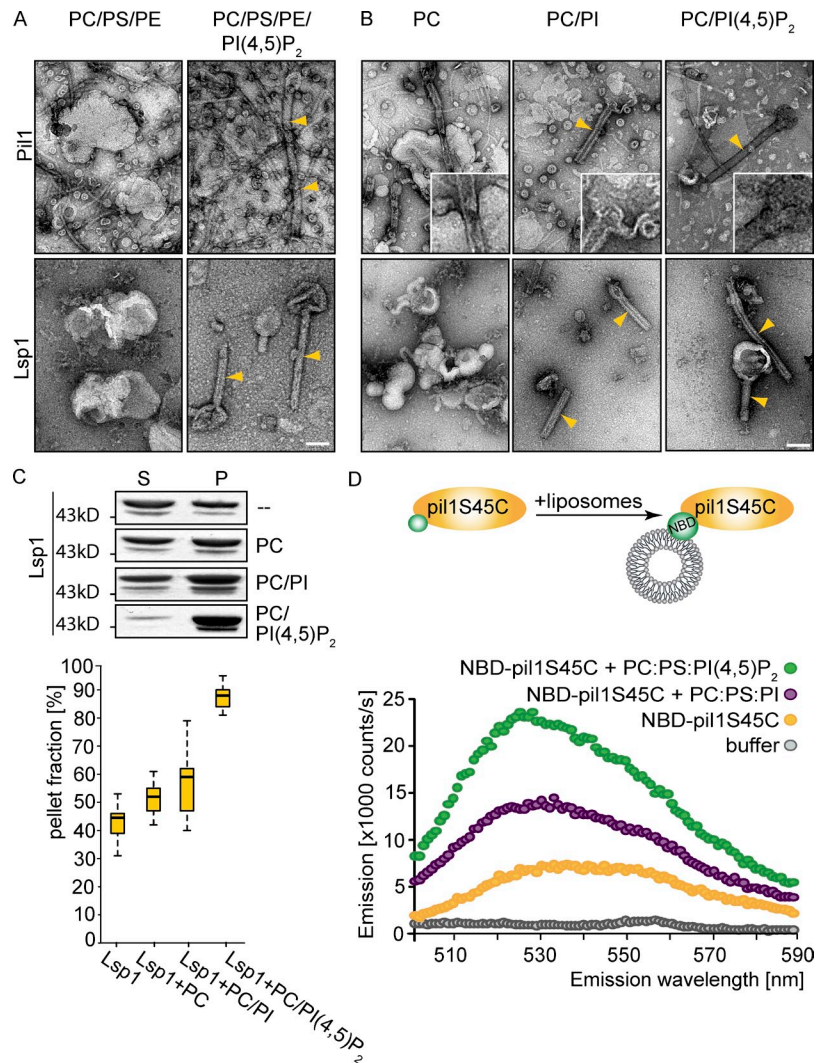 A PC/PS/PE PC/PS/PE/
PI(4,5)P2
B PC PC/PI PC/PI(4,5)P2
Pil1
Lsp1
C S P
Lsp1
43kD --
43kD PC
43kD PC/PI
43kD PC/
PI(4,5)P2
pellet fraction [%]
100
90
80
70
60
50
40
30
20
10
0
Lsp1
Lsp1+PC
Lsp1+PC/PI
Lsp1+PC/PI(4,5)P2
D
pil1S45C +liposomes pil1S45C
NBD
NBD-pil1S45C + PC:PS:PI(4,5)P2
NBD-pil1S45C + PC:PS:PI
NBD-pil1S45C
buffer
Emission [x1000 counts/s]
25
20
15
10
5
0
510 530 550 570 590
Emission wavelength [nm]